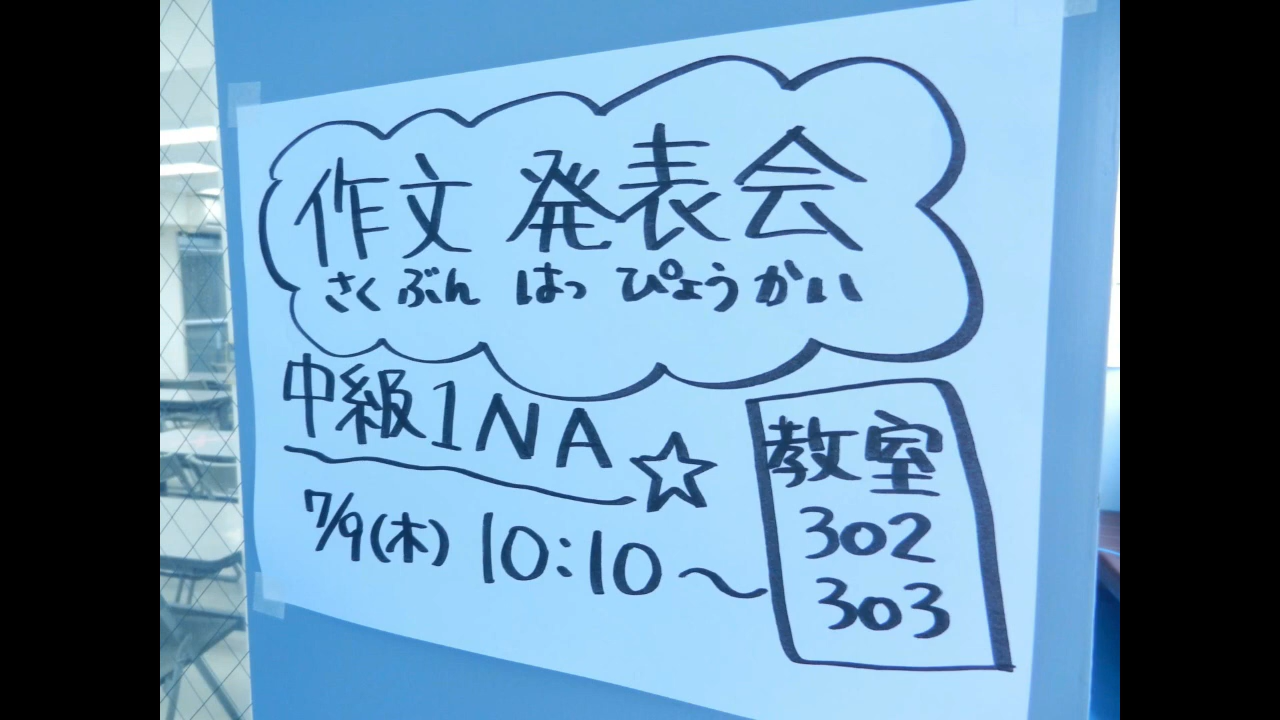 作文 発表会
さくぶん はっぴょうかい
中級1NA☆
7/9(木) 10:10〜
教室
302
303